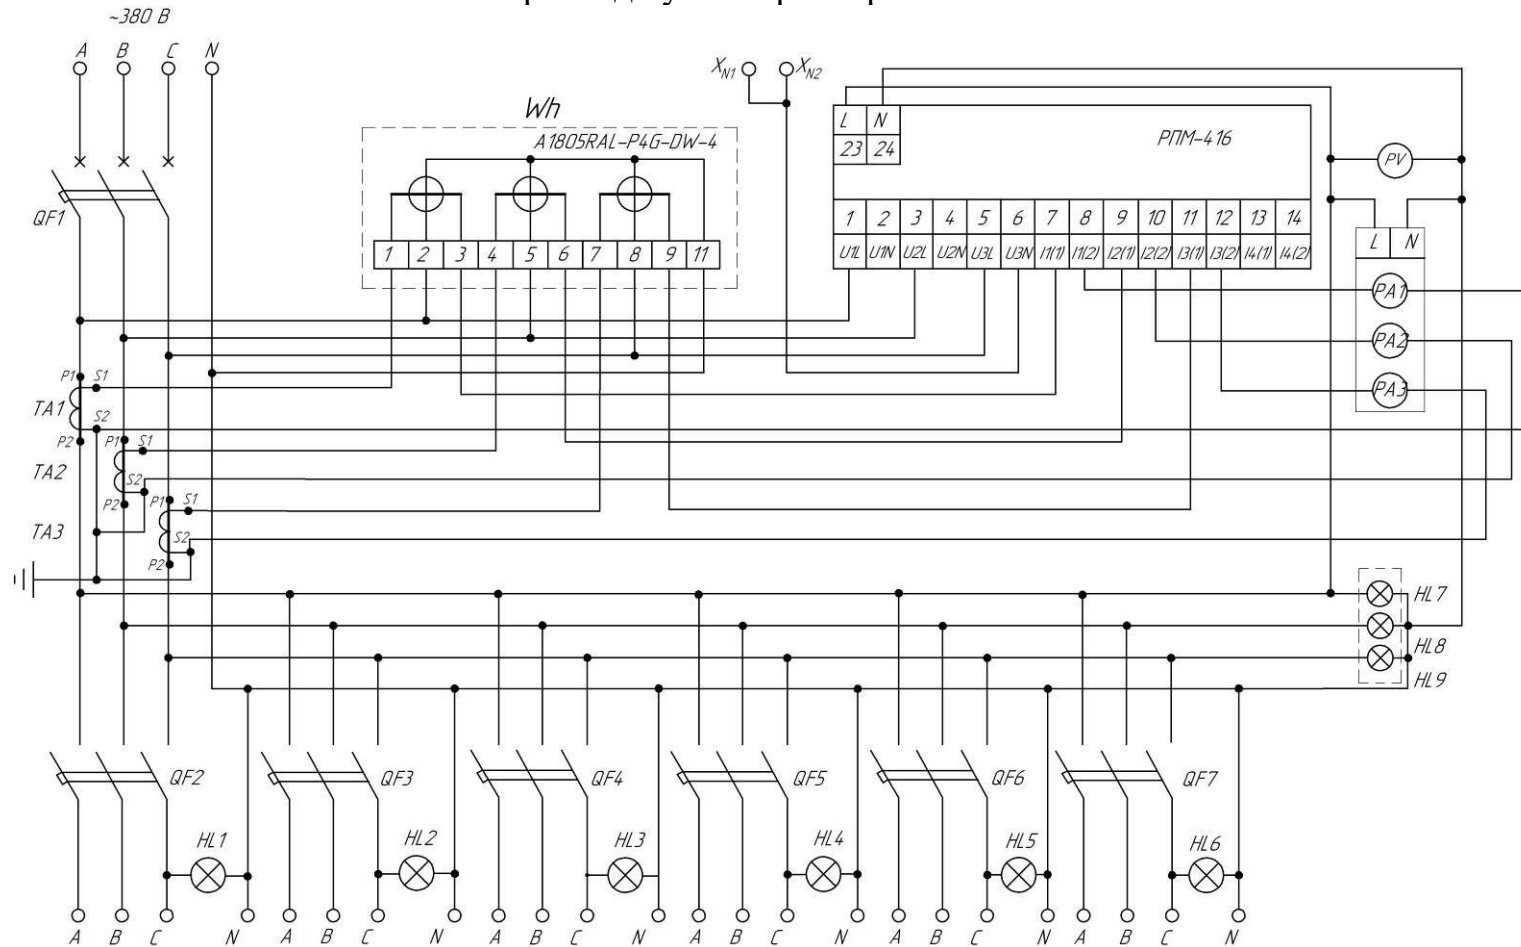 ~380 В
A B C N
X_N1 X_N2
Wh
A1805RAL-P4G-DW-4
L N
23 24
РПМ-416
PV
QF1
1 2 3 4 5 6 7 8 9 11
1 2 3 4 5 6 7 8 9 10 11 12 13 14
U1L U1N U2L U2N U3L U3N I1(1) I1(2) I2(1) I2(2) I3(1) I3(2) I4(1) I4(2)
L N
PA1
PA2
PA3
P1 S1
TA1
S2
P2 P1 S1
TA2
S2
P2 P1 S1
TA3
S2
P2
HL7
HL8
HL9
QF2 QF3 QF4 QF5 QF6 QF7
HL1 HL2 HL3 HL4 HL5 HL6
A B C N A B C N A B C N A B C N A B C N A B C N